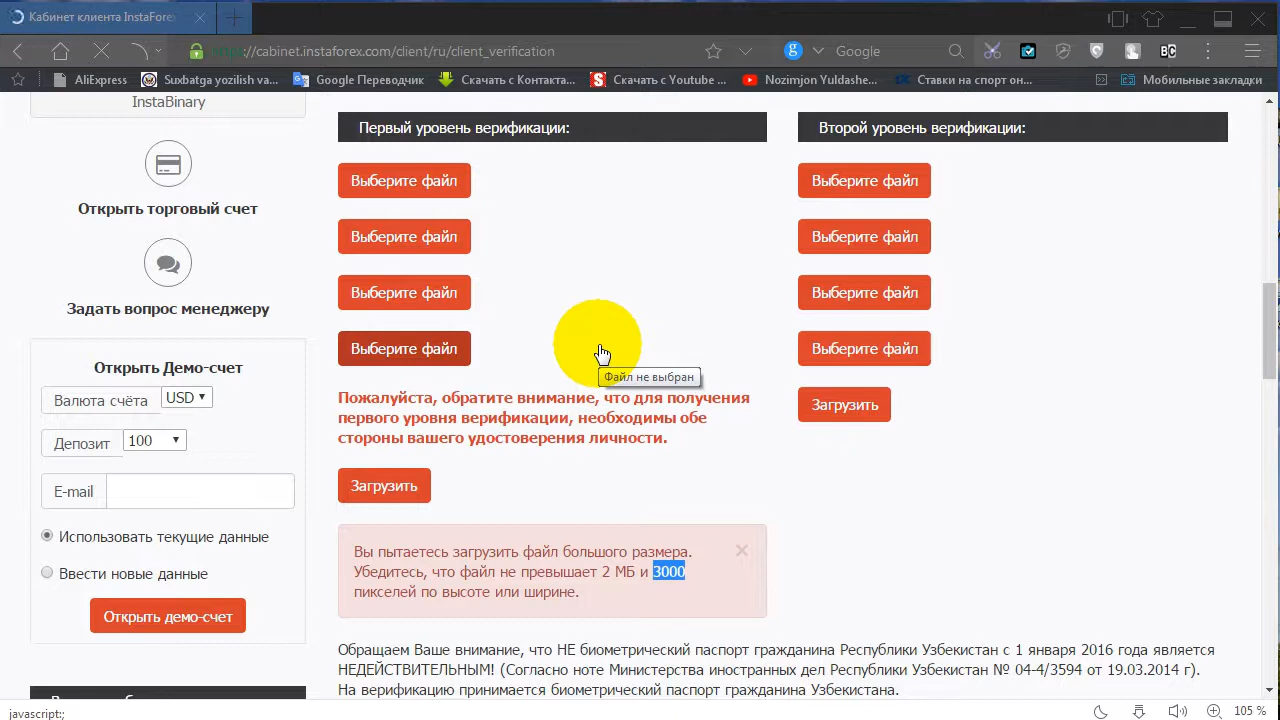 Кабинет клиента InstaForex
https://cabinet.instaforex.com/client/ru/client_verification
Google
BC
AliExpress
Subbatga yozilish va...
Google Переводчик
Скачать с Контакта...
Скачать с Youtube ...
Nozimjon Yuldashe...
Ставки на спорт он...
Мобильные закладки
InstaBinary
Открыть торговый счет
Задать вопрос менеджеру
Открыть Демо-счет
Валюта счёта USD
Депозит 100
E-mail
Использовать текущие данные
Ввести новые данные
Открыть демо-счет
Первый уровень верификации:
Выберите файл
Выберите файл
Выберите файл
Выберите файл
Файл не выбран
Пожалуйста, обратите внимание, что для получения
первого уровня верификации, необходимы обе
стороны вашего удостоверения личности.
Загрузить
Вы пытаетесь загрузить файл большого размера.
Убедитесь, что файл не превышает 2 МБ и 3000
пикселей по высоте или ширине.
Второй уровень верификации:
Выберите файл
Выберите файл
Выберите файл
Выберите файл
Загрузить
Обращаем Ваше внимание, что НЕ биометрический паспорт гражданина Республики Узбекистан с 1 января 2016 года является
НЕДЕЙСТВИТЕЛЬНЫМ! (Согласно ноте Министерства иностранных дел Республики Узбекистан № 04-4/3594 от 19.03.2014 г).
На верификацию принимается биометрический паспорт гражданина Узбекистана.
javascript:;
105 %